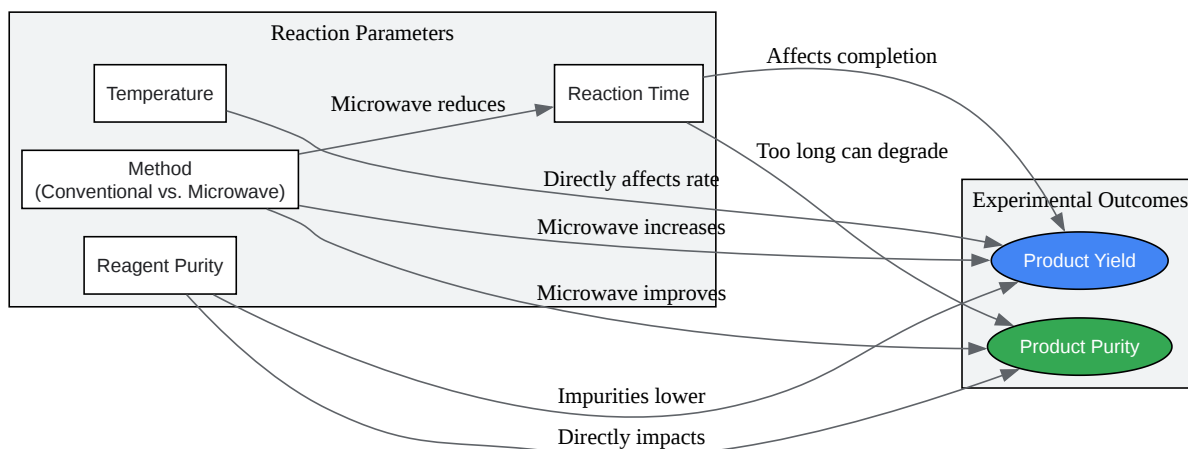 Reaction Parameters
Affects completion
Temperature
Reaction Time
Microwave reduces
Too long can degrade
Method
(Conventional vs. Microwave)
Directly affects rate
Experimental Outcomes
Microwave increases
Reagent Purity
Product Yield
Microwave improves
Product Purity
Impurities lower
Directly impacts